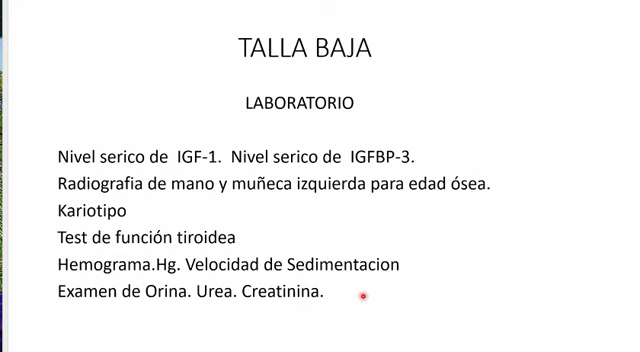 TALLA BAJA
LABORATORIO
Nivel serico de  IGF-1.  Nivel serico de  IGFBP-3.
Radiografia de mano y muñeca izquierda para edad ósea.
Kariotipo
Test de función tiroidea
Hemograma.Hg. Velocidad de Sedimentacion
Examen de Orina. Urea. Creatinina.